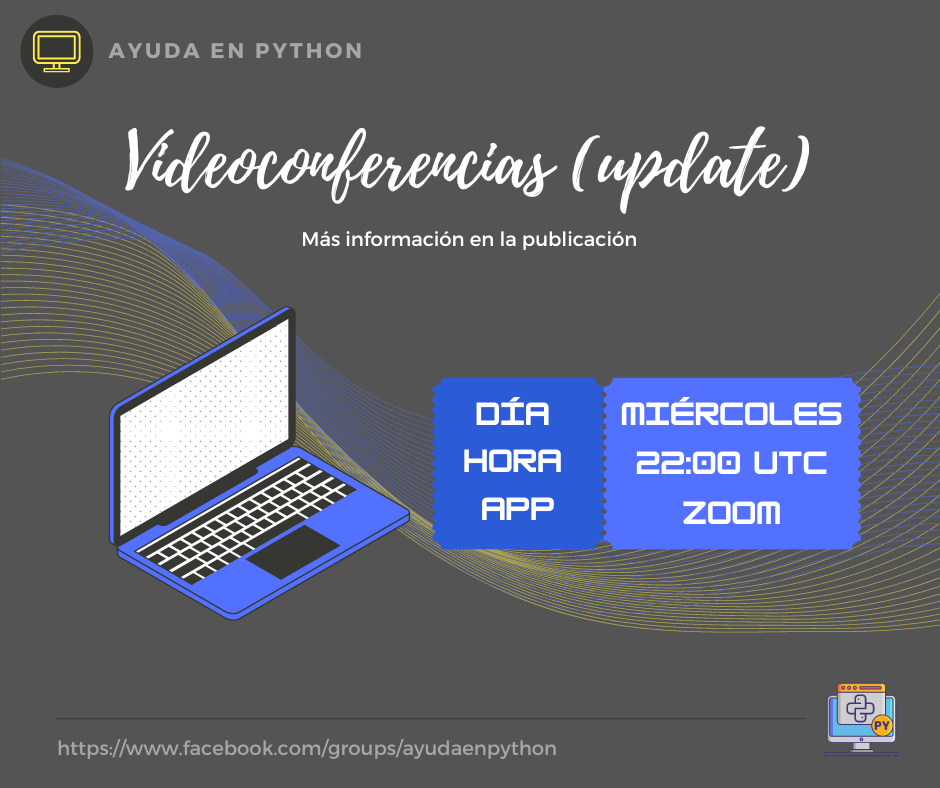 AYUDA EN PYTHON
Videoconferencias (update)
Más información en la publicación
DÍA
HORA
APP
MIÉRCOLES
22:00 UTC
ZOOM
PY
https://www.facebook.com/groups/ayudaenpython